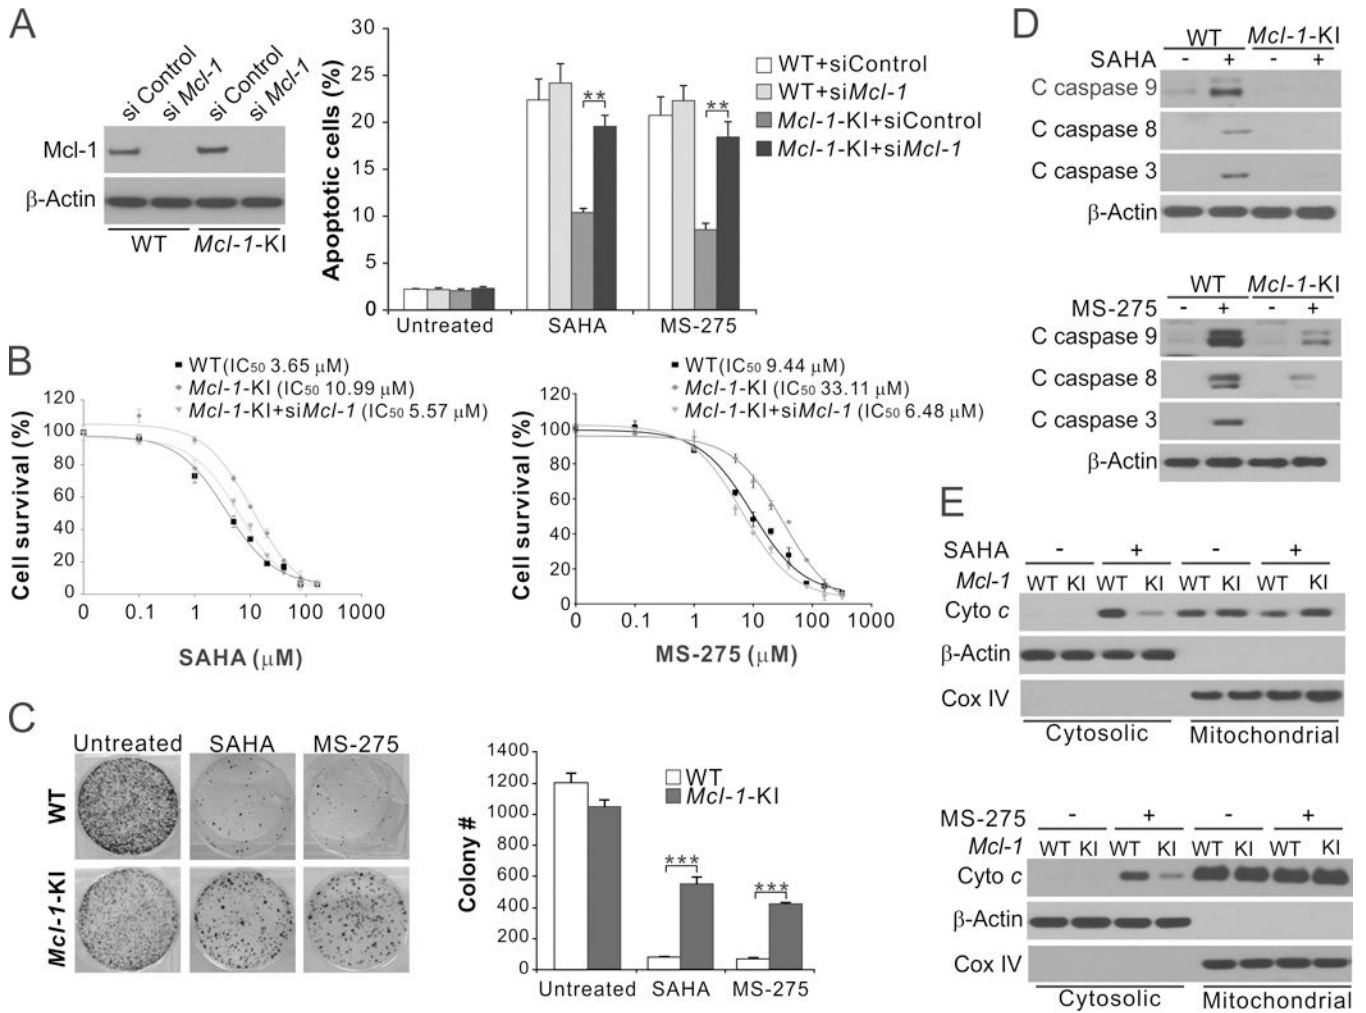 A
si Control
si Mcl-1
si Control
si Mcl-1
Mcl-1
β-Actin
WT Mcl-1-KI
Apoptotic cells (%)
30
25
20
15
10
5
0
** **
Untreated SAHA MS-275
WT+siControl
WT+siMcl-1
Mcl-1-KI+siControl
Mcl-1-KI+siMcl-1
B
WT(IC50 3.65 μM)
Mcl-1-KI (IC50 10.99 μM)
Mcl-1-KI+siMcl-1 (IC50 5.57 μM)
Cell survival (%)
120
100
80
60
40
20
0
0 0.1 1 10 100 1000
SAHA (μM)
WT(IC50 9.44 μM)
Mcl-1-KI (IC50 33.11 μM)
Mcl-1-KI+siMcl-1 (IC50 6.48 μM)
Cell survival (%)
120
100
80
60
40
20
0
0 0.1 1 10 100 1000
MS-275 (μM)
C
Untreated SAHA MS-275
WT
Mcl-1-KI
Colony #
1400
1200
1000
800
600
400
200
0
WT
Mcl-1-KI
*** ***
Untreated SAHA MS-275
D
WT Mcl-1-KI
SAHA - + - +
C caspase 9
C caspase 8
C caspase 3
β-Actin
WT Mcl-1-KI
MS-275 - + - +
C caspase 9
C caspase 8
C caspase 3
β-Actin
E
SAHA - + - +
Mcl-1 WT KI WT KI WT KI WT KI
Cyto c
β-Actin
Cox IV
Cytosolic Mitochondrial
MS-275 - + - +
Mcl-1 WT KI WT KI WT KI WT KI
Cyto c
β-Actin
Cox IV
Cytosolic Mitochondrial